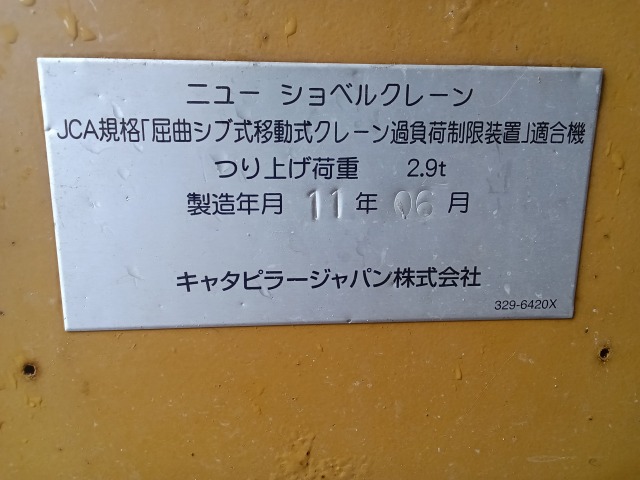 ニュー ショベルクレーン
JCA規格「屈曲ジブ式移動式クレーン過負荷制限装置」適合機
つり上げ荷重 2.9t
製造年月 11 年 06 月
キャタピラージャパン株式会社
329-6420X